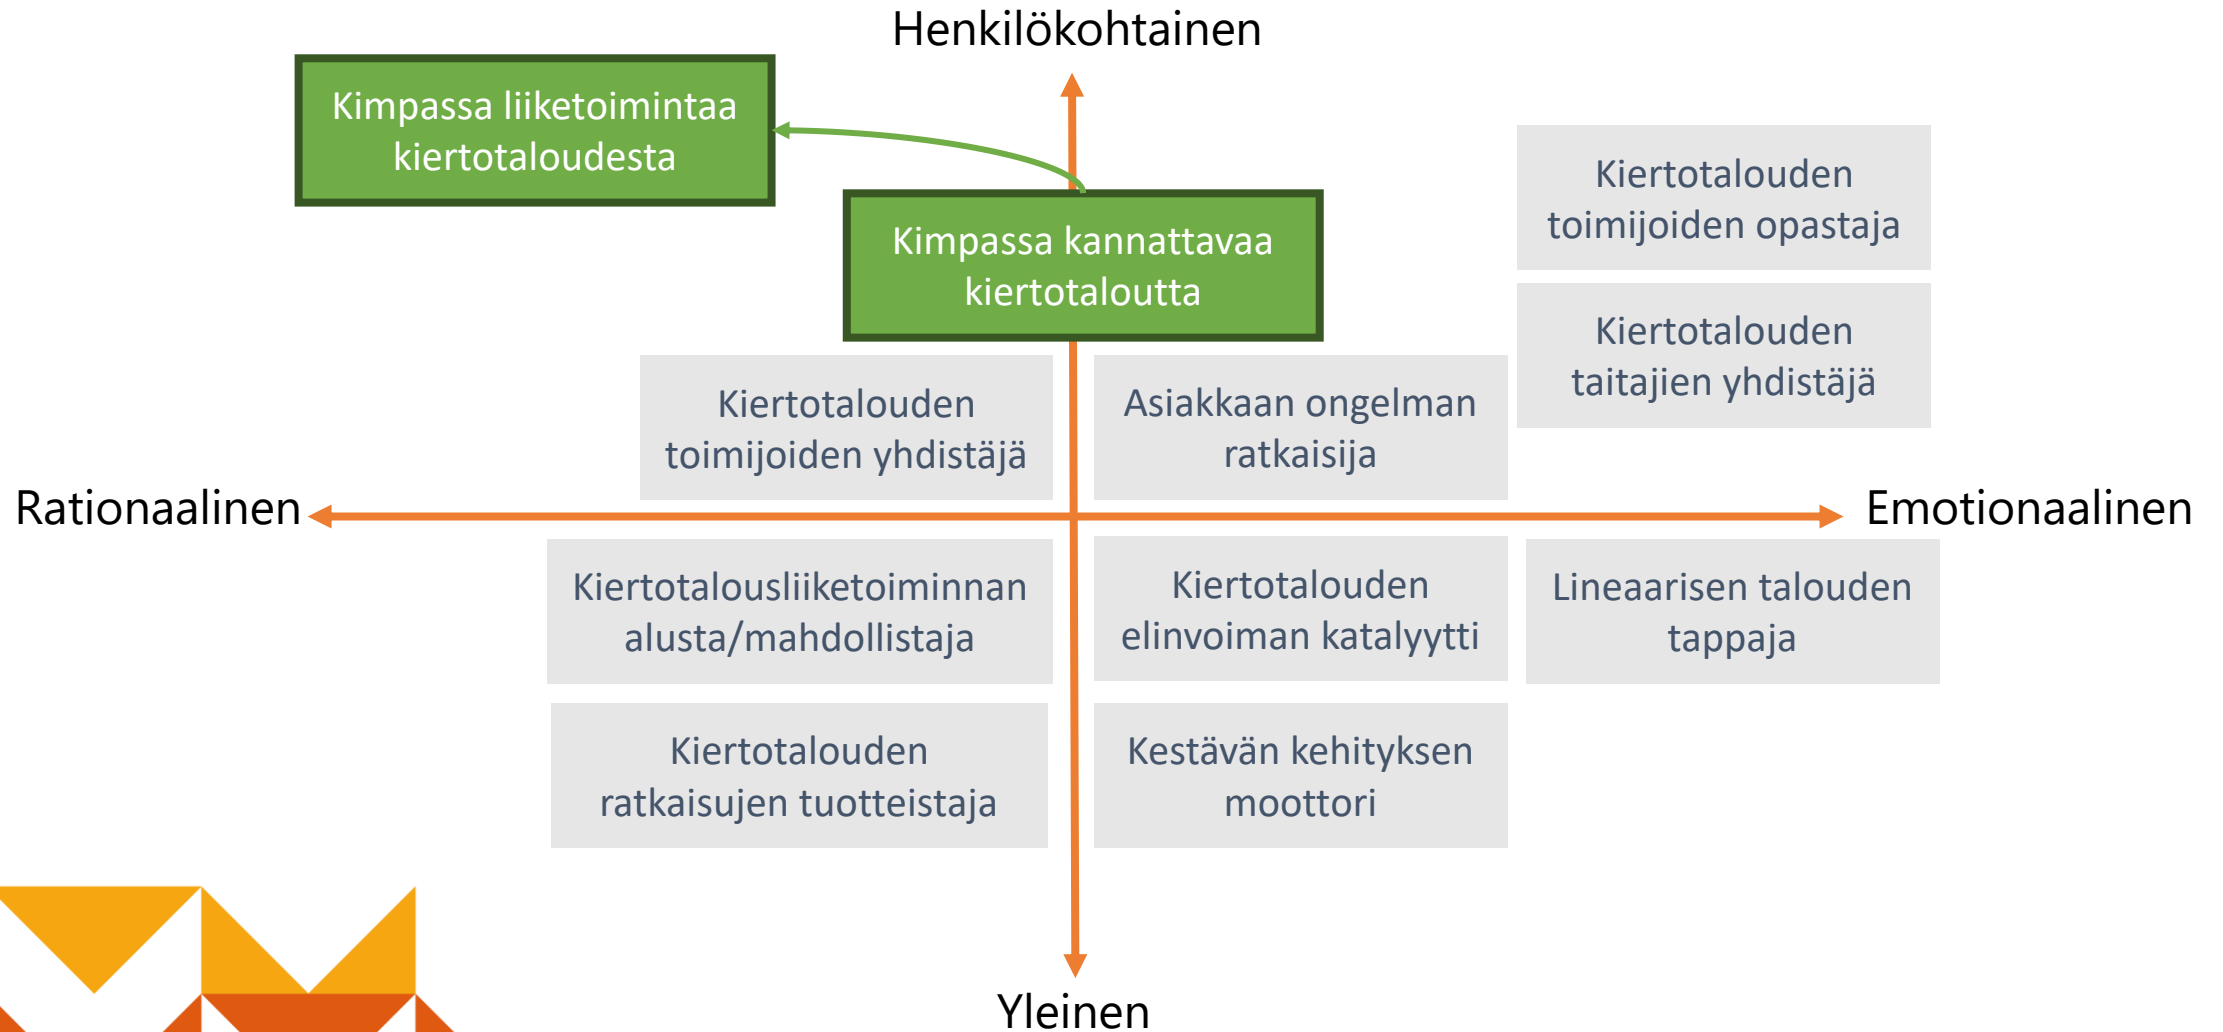 Henkilökohtainen
Kimpassa liiketoimintaa
kiertotaloudesta
Kimpassa kannattavaa
kiertotaloutta
Kiertotalouden
toimijoiden opastaja
Kiertotalouden
taitajien yhdistäjä
Kiertotalouden
toimijoiden yhdistäjä
Asiakkaan ongelman
ratkaisija
Rationaalinen
Emotionaalinen
Kiertotalousliiketoiminnan
alusta/mahdollistaja
Kiertotalouden
elinvoiman katalyytti
Lineaarisen talouden
tappaja
Kiertotalouden
ratkaisujen tuotteistaja
Kestävän kehityksen
moottori
Yleinen